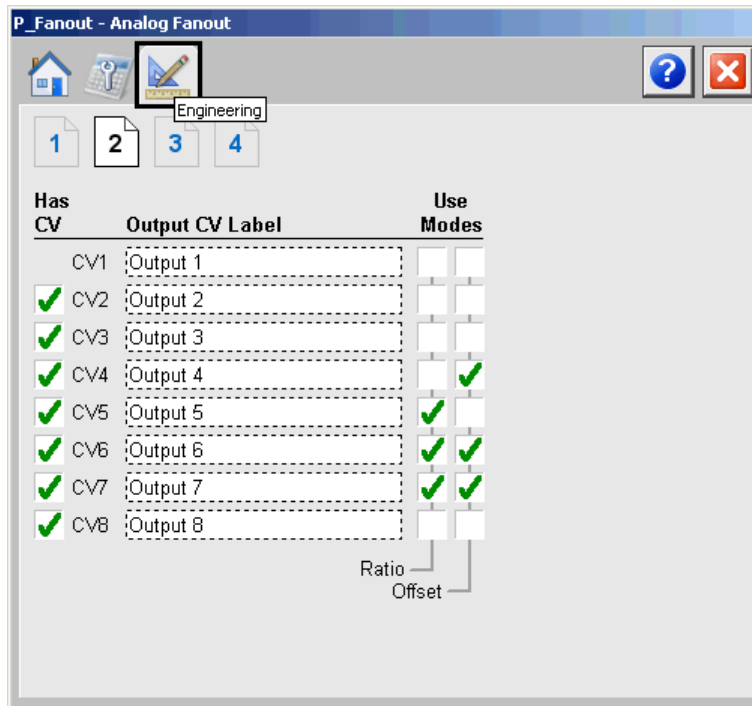 P_Fanout - Analog Fanout
?
Engineering
1 2 3 4
Has CV Output CV Label Use Modes
CV1 Output 1
CV2 Output 2
CV3 Output 3
CV4 Output 4
CV5 Output 5
CV6 Output 6
CV7 Output 7
CV8 Output 8
Ratio
Offset